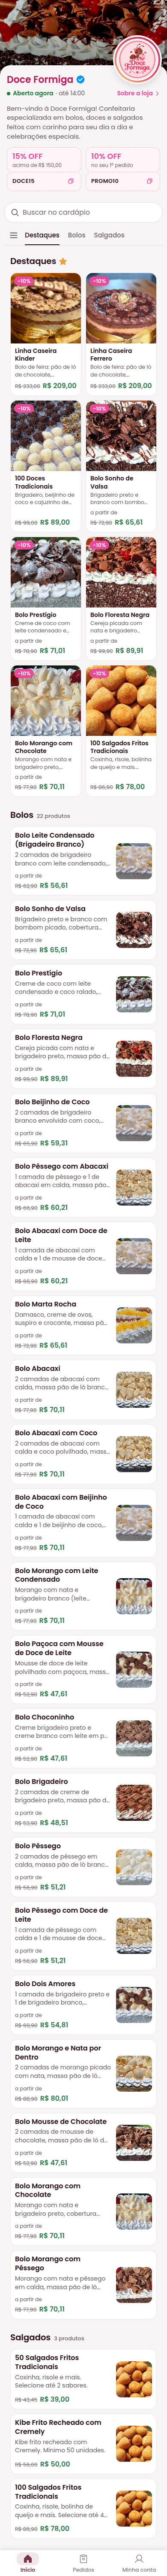 Doce Formiga
Doce Formiga
Aberto agora · até 14:00
Sobre a loja >
Bem-vindo à Doce Formiga! Confeitaria
especializada em bolos, doces e salgados
feitos com carinho para seu dia a dia e
celebrações especiais.
15% OFF
acima de R$ 150,00
DOCE15
10% OFF
no seu 1º pedido
PROMO10
Buscar no cardápio
Destaques Bolos Salgados
Destaques
-10%
Linha Caseira
Kinder
Bolo de feira: pão de ló
de chocolate,...
R$ 233,00 R$ 209,00
-10%
Linha Caseira
Ferrero
Bolo de feira: pão de ló
de chocolate,...
R$ 233,00 R$ 209,00
-10%
100 Doces
Tradicionais
Brigadeiro, beijinho de
coco e cajuzinho de...
R$ 99,00 R$ 89,00
-10%
Bolo Sonho de
Valsa
Brigadeiro preto e
branco com bombo...
a partir de
R$ 72,90 R$ 65,61
-10%
Bolo Prestígio
Creme de coco com
leite condensado e...
a partir de
R$ 78,90 R$ 71,01
-10%
Bolo Floresta Negra
Cereja picada com
nata e brigadeiro...
a partir de
R$ 99,90 R$ 89,91
-10%
Bolo Morango com
Chocolate
Morango com nata e
brigadeiro preto,...
a partir de
R$ 77,90 R$ 70,11
-10%
100 Salgados Fritos
Tradicionais
Coxinha, risole, bolinha
de queijo e mais....
R$ 86,90 R$ 78,00
Bolos 22 produtos
Bolo Leite Condensado
(Brigadeiro Branco)
2 camadas de brigadeiro
branco com leite condensado,...
a partir de
R$ 62,90 R$ 56,61
Bolo Sonho de Valsa
Brigadeiro preto e branco com
bombom picado, cobertura...
a partir de
R$ 72,90 R$ 65,61
Bolo Prestígio
Creme de coco com leite
condensado e coco ralado,...
a partir de
R$ 78,90 R$ 71,01
Bolo Floresta Negra
Cereja picada com nata e
brigadeiro preto, massa pão d...
a partir de
R$ 99,90 R$ 89,91
Bolo Beijinho de Coco
2 camadas de brigadeiro
branco envolvido com coco,...
a partir de
R$ 65,90 R$ 59,31
Bolo Pêssego com Abacaxi
1 camada de pêssego e 1 de
abacaxi em calda, massa pão...
a partir de
R$ 66,90 R$ 60,21
Bolo Abacaxi com Doce de
Leite
1 camada de abacaxi com
calda e 1 de mousse de doce...
a partir de
R$ 66,90 R$ 60,21
Bolo Marta Rocha
Damasco, creme de ovos,
suspiro e crocante, massa pã...
a partir de
R$ 72,90 R$ 65,61
Bolo Abacaxi
2 camadas de abacaxi com
calda, massa pão de ló branc...
a partir de
R$ 77,90 R$ 70,11
Bolo Abacaxi com Coco
2 camadas de abacaxi com
calda e coco polvilhado, mass...
a partir de
R$ 77,90 R$ 70,11
Bolo Abacaxi com Beijinho
de Coco
1 camada de abacaxi com
calda e 1 de beijinho de coco,...
a partir de
R$ 77,90 R$ 70,11
Bolo Morango com Leite
Condensado
Morango com nata e
brigadeiro branco (leite...
a partir de
R$ 77,90 R$ 70,11
Bolo Paçoca com Mousse
de Doce de Leite
Mousse de doce de leite
polvilhado com paçoca, mass...
a partir de
R$ 52,90 R$ 47,61
Bolo Choconinho
Creme brigadeiro preto e
creme branco com leite em p...
a partir de
R$ 52,90 R$ 47,61
Bolo Brigadeiro
2 camadas de creme de
brigadeiro preto, massa pão d...
a partir de
R$ 53,90 R$ 48,51
Bolo Pêssego
2 camadas de pêssego em
calda, massa pão de ló branc...
a partir de
R$ 56,90 R$ 51,21
Bolo Pêssego com Doce de
Leite
1 camada de pêssego com
calda e 1 de mousse de doce...
a partir de
R$ 56,90 R$ 51,21
Bolo Dois Amores
1 camada de brigadeiro preto e
1 de brigadeiro branco,...
a partir de
R$ 60,90 R$ 54,81
Bolo Morango e Nata por
Dentro
2 camadas de morango picado
com nata, massa pão de ló...
a partir de
R$ 88,90 R$ 80,01
Bolo Mousse de Chocolate
2 camadas de mousse de
chocolate, massa pão de ló d...
a partir de
R$ 52,90 R$ 47,61
Bolo Morango com
Chocolate
Morango com nata e
brigadeiro preto, cobertura...
a partir de
R$ 77,90 R$ 70,11
Bolo Morango com
Pêssego
Morango com nata e pêssego
em calda, massa pão de ló...
a partir de
R$ 77,90 R$ 70,11
Salgados 3 produtos
50 Salgados Fritos
Tradicionais
Coxinha, risole e mais.
Selecione até 2 sabores.
R$ 43,45 R$ 39,00
Kibe Frito Recheado com
Cremely
Kibe frito recheado com
Cremely. Mínimo 50 unidades.
R$ 56,00 R$ 50,00
100 Salgados Fritos
Tradicionais
Coxinha, risole, bolinha de
queijo e mais. Selecione até 4...
R$ 86,90 R$ 78,00
Início Pedidos Minha conta